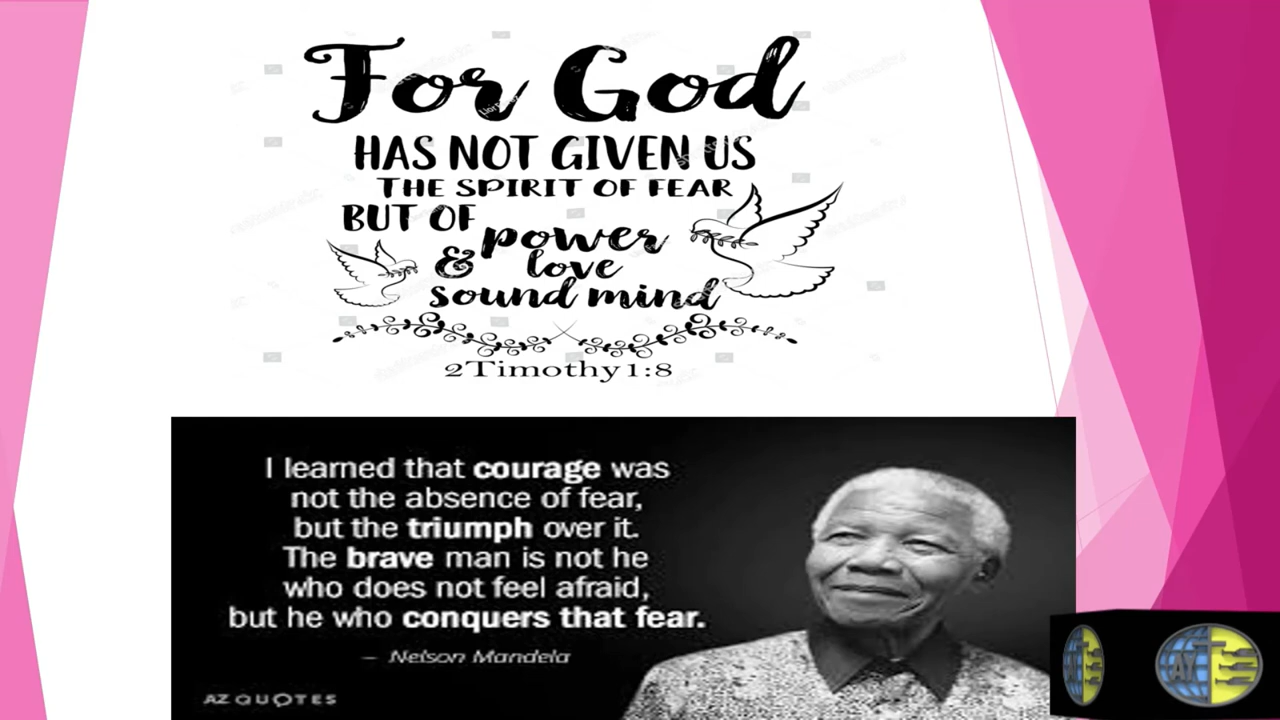 For God
HAS NOT GIVEN US
THE SPIRIT OF FEAR
BUT OF
power
& love
sound mind
2Timothy1:8
I learned that courage was
not the absence of fear,
but the triumph over it.
The brave man is not he
who does not feel afraid,
but he who conquers that fear.
– Nelson Mandela
AZ QUOTES